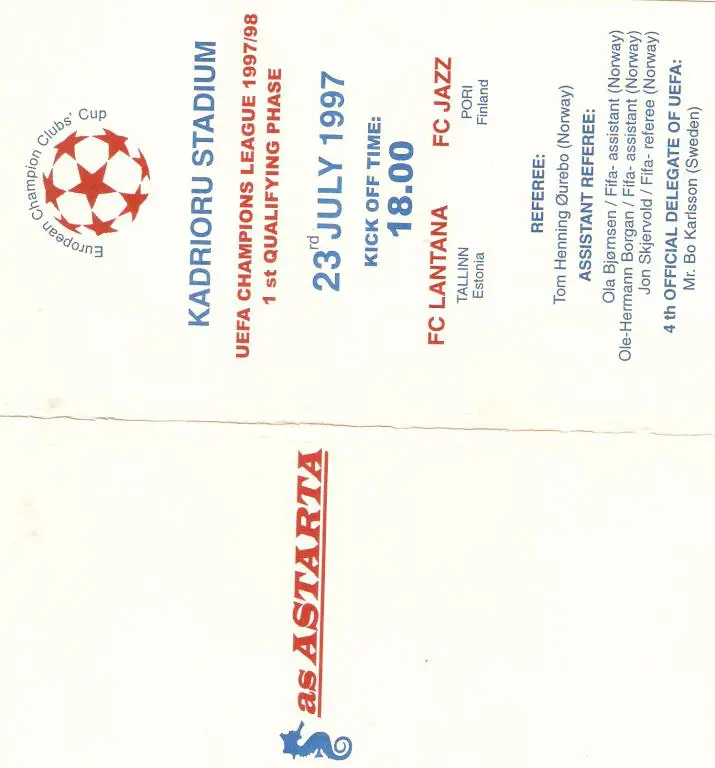 European Champion Clubs' Cup
KADRIORU STADIUM
UEFA CHAMPIONS LEAGUE 1997/98
1 st QUALIFYING PHASE
23rd JULY 1997
KICK OFF TIME:
18.00
FC LANTANA FC JAZZ
TALLINN PORI
Estonia Finland
REFEREE:
Tom Henning Øurebo (Norway)
ASSISTANT REFEREE:
Ola Bjørnsen / Fifa- assistant (Norway)
Ole-Hermann Borgan / Fifa- assistant (Norway)
Jon Skjervold / Fifa- referee (Norway)
4 th OFFICIAL DELEGATE OF UEFA:
Mr. Bo Karlsson (Sweden)
as ASTARTA